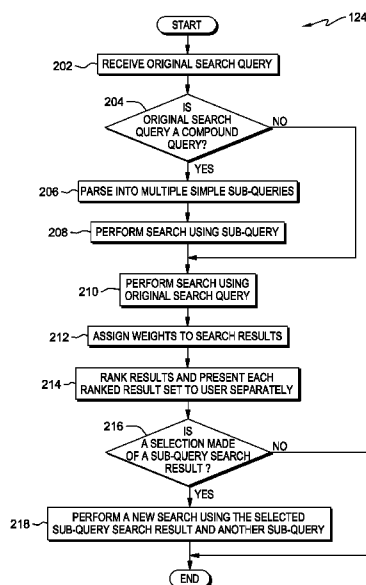 START
124
202
RECEIVE ORIGINAL SEARCH QUERY
204
IS
ORIGINAL SEARCH
QUERY A COMPOUND
QUERY?
NO
YES
206
PARSE INTO MULTIPLE SIMPLE SUB-QUERIES
208
PERFORM SEARCH USING SUB-QUERY
210
PERFORM SEARCH USING
ORIGINAL SEARCH QUERY
212
ASSIGN WEIGHTS TO SEARCH RESULTS
214
RANK RESULTS AND PRESENT EACH
RANKED RESULT SET TO USER SEPARATELY
216
IS
A SELECTION MADE
OF A SUB-QUERY SEARCH
RESULT ?
NO
YES
218
PERFORM A NEW SEARCH USING THE SELECTED
SUB-QUERY SEARCH RESULT AND ANOTHER SUB-QUERY
END